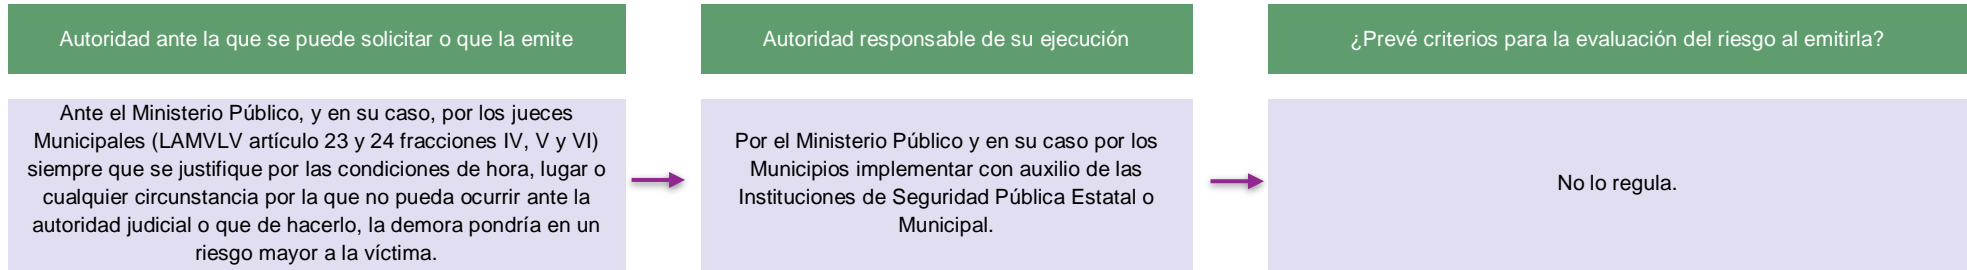 Autoridad ante la que se puede solicitar o que la emite
Ante el Ministerio Público, y en su caso, por los jueces
Municipales (LAMVLV artículo 23 y 24 fracciones IV, V y VI)
siempre que se justifique por las condiciones de hora, lugar o
cualquier circunstancia por la que no pueda ocurrir ante la
autoridad judicial o que de hacerlo, la demora pondría en un
riesgo mayor a la víctima.
Autoridad responsable de su ejecución
Por el Ministerio Público y en su caso por los
Municipios implementar con auxilio de las
Instituciones de Seguridad Pública Estatal o
Municipal.
¿Prevé criterios para la evaluación del riesgo al emitirla?
No lo regula.